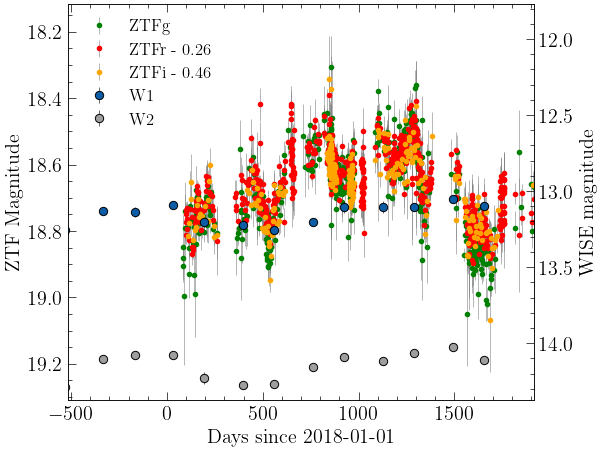 ZTFg
ZTFr - 0.26
ZTFi - 0.46
W1
W2
18.2
18.4
18.6
18.8
19.0
19.2
ZTF Magnitude
12.0
12.5
13.0
13.5
14.0
WISE magnitude
−500
0
500
1000
1500
Days since 2018-01-01